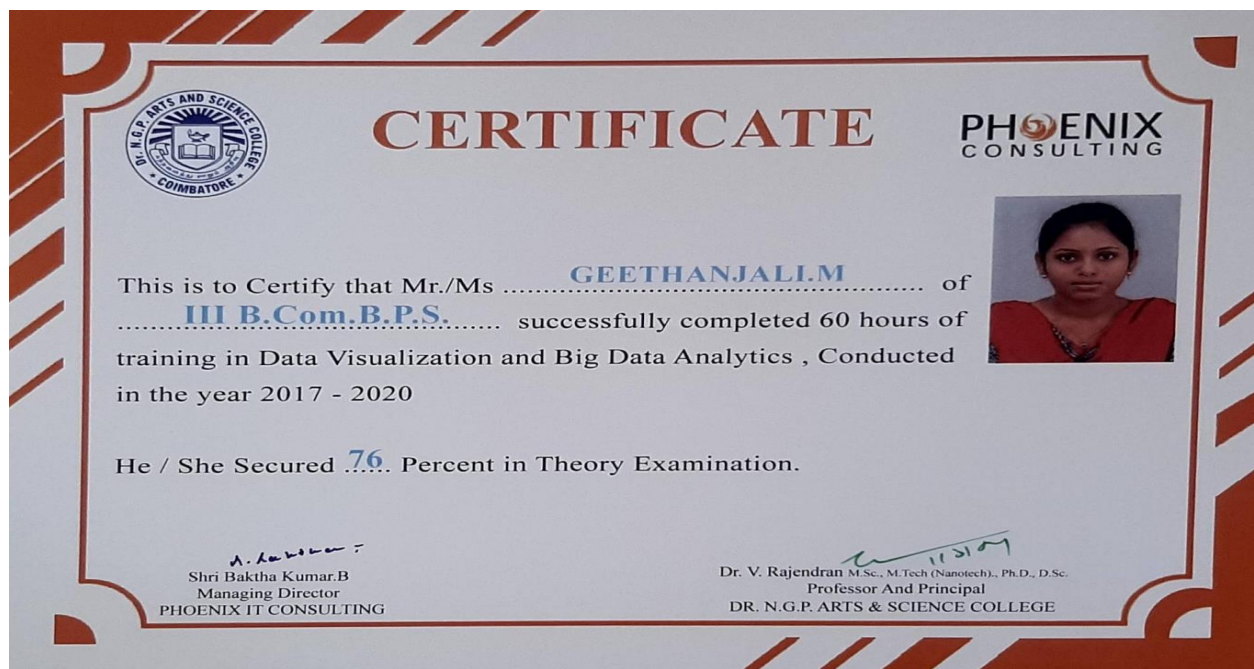 Dr. N.G.P. ARTS AND SCIENCE COLLEGE
* COIMBATORE *
CERTIFICATE
PHOENIX
CONSULTING
This is to Certify that Mr./Ms ........GEETHANJALI.M........ of
........III B.Com.B.P.S........ successfully completed 60 hours of
training in Data Visualization and Big Data Analytics , Conducted
in the year 2017 - 2020
He / She Secured .76. Percent in Theory Examination.
Shri Baktha Kumar.B
Managing Director
PHOENIX IT CONSULTING
Dr. V. Rajendran M.Sc., M.Tech (Nanotech)., Ph.D., D.Sc.
Professor And Principal
DR. N.G.P. ARTS & SCIENCE COLLEGE